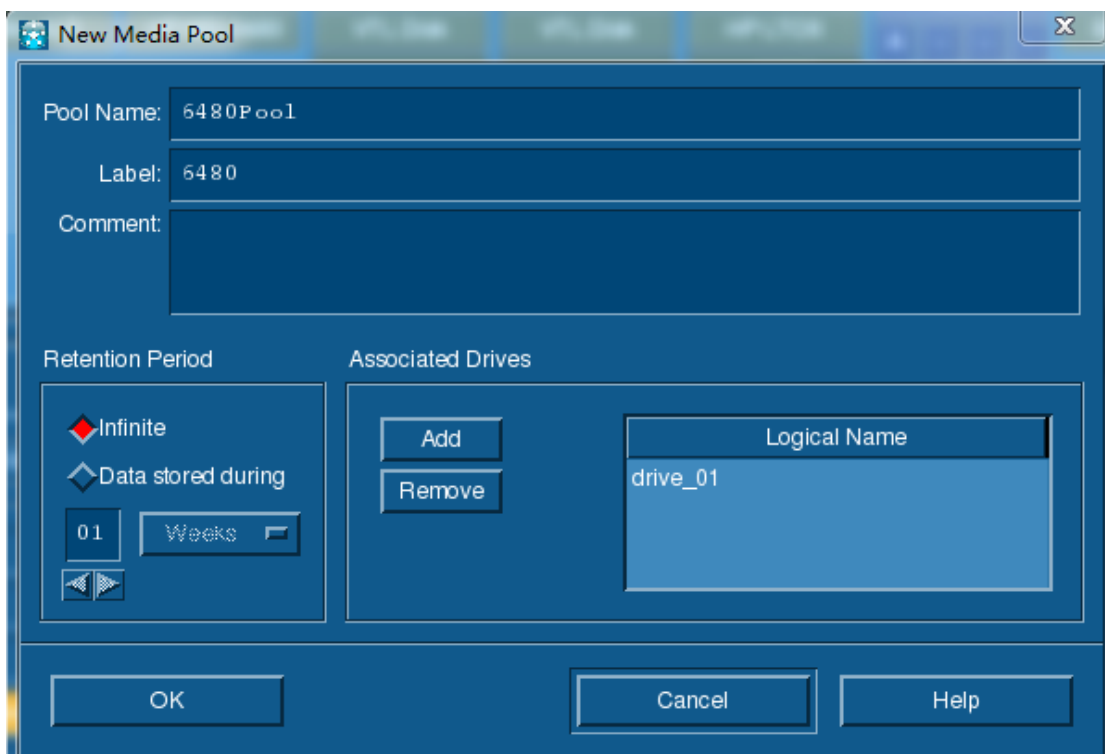 New Media Pool
Pool Name: 6480Pool
Label: 6480
Comment:
Retention Period
Associated Drives
Infinite
Data stored during
01 Weeks
Add
Remove
Logical Name
drive_01
OK
Cancel
Help